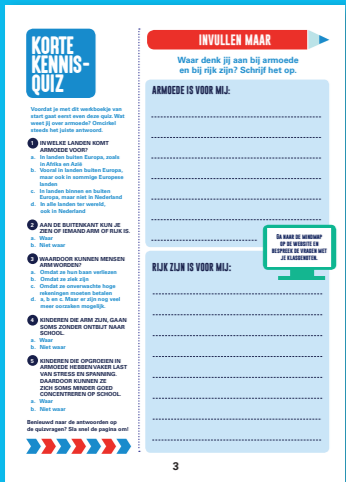 KORTE
KENNIS-
QUIZ
Voordat je met dit werkboekje van
start gaat eerst even deze quiz. Wat
weet jij over armoede? Omcirkel
steeds het juiste antwoord.
1 IN WELKE LANDEN KOMT
ARMOEDE VOOR?
a. In landen buiten Europa, zoals
in Afrika en Azië
b. Vooral in landen buiten Europa,
maar ook in sommige Europese
landen
c. In landen binnen en buiten
Europa, maar niet in Nederland
d. In alle landen ter wereld,
ook in Nederland
2 AAN DE BUITENKANT KUN JE
ZIEN OF IEMAND ARM OF RIJK IS.
a. Waar
b. Niet waar
3 WAARDOOR KUNNEN MENSEN
ARM WORDEN?
a. Omdat ze hun baan verliezen
b. Omdat ze ziek zijn
c. Omdat ze onverwachte hoge
rekeningen moeten betalen
d. a, b en c. Maar er zijn nog veel
meer oorzaken mogelijk.
4 KINDEREN DIE ARM ZIJN, GAAN
SOMS ZONDER ONTBIJT NAAR
SCHOOL.
a. Waar
b. Niet waar
5 KINDEREN DIE OPGROEIEN IN
ARMOEDE HEBBEN VAKER LAST
VAN STRESS EN SPANNING.
DAARDOOR KUNNEN ZE
ZICH SOMS MINDER GOED
CONCENTREREN OP SCHOOL.
a. Waar
b. Niet waar
Benieuwd naar de antwoorden op
de quizvragen? Sla snel de pagina om!
INVULLEN MAAR
Waar denk jij aan bij armoede
en bij rijk zijn? Schrijf het op.
ARMOEDE IS VOOR MIJ:
GA NAAR DE MINDMAP
OP DE WEBSITE EN
BESPREEK DE VRAGEN MET
JE KLASGENOTEN.
RIJK ZIJN IS VOOR MIJ:
3